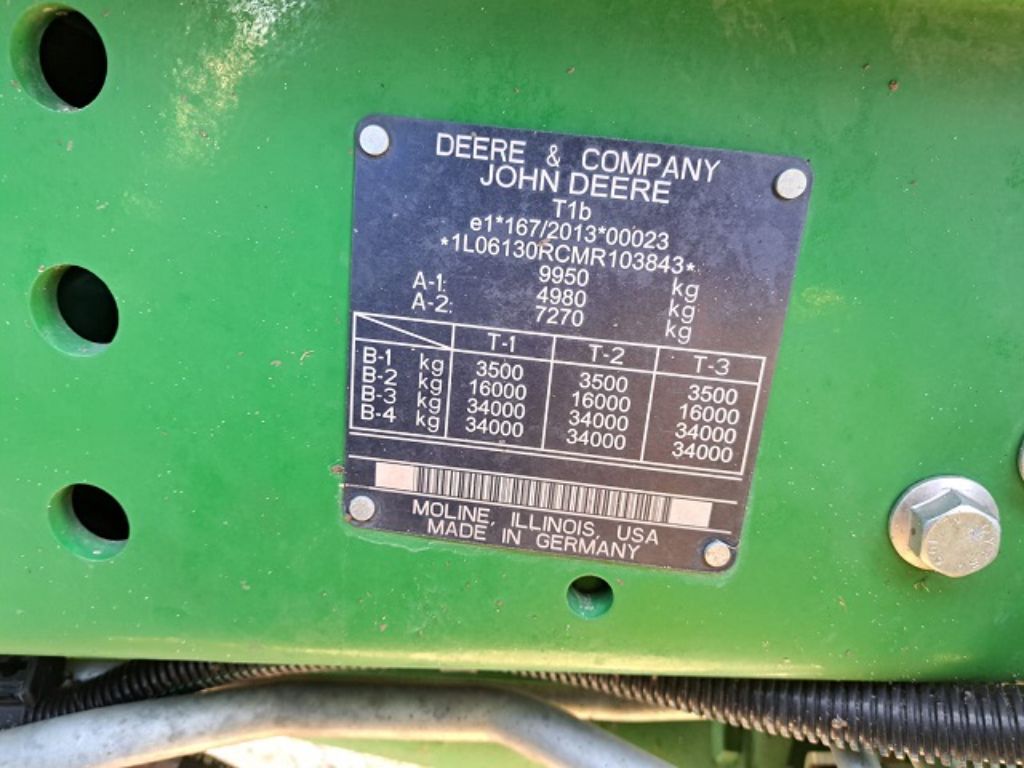 DEERE & COMPANY
JOHN DEERE
T1b
e1*167/2013*00023
*1L06130RCMR103843*
9950 kg
A-1: 4980 kg
A-2: 7270 kg
T-1 T-2 T-3
B-1 kg 3500 3500 3500
B-2 kg 16000 16000 16000
B-3 kg 34000 34000 34000
B-4 kg 34000 34000 34000
MOLINE, ILLINOIS, USA
MADE IN GERMANY